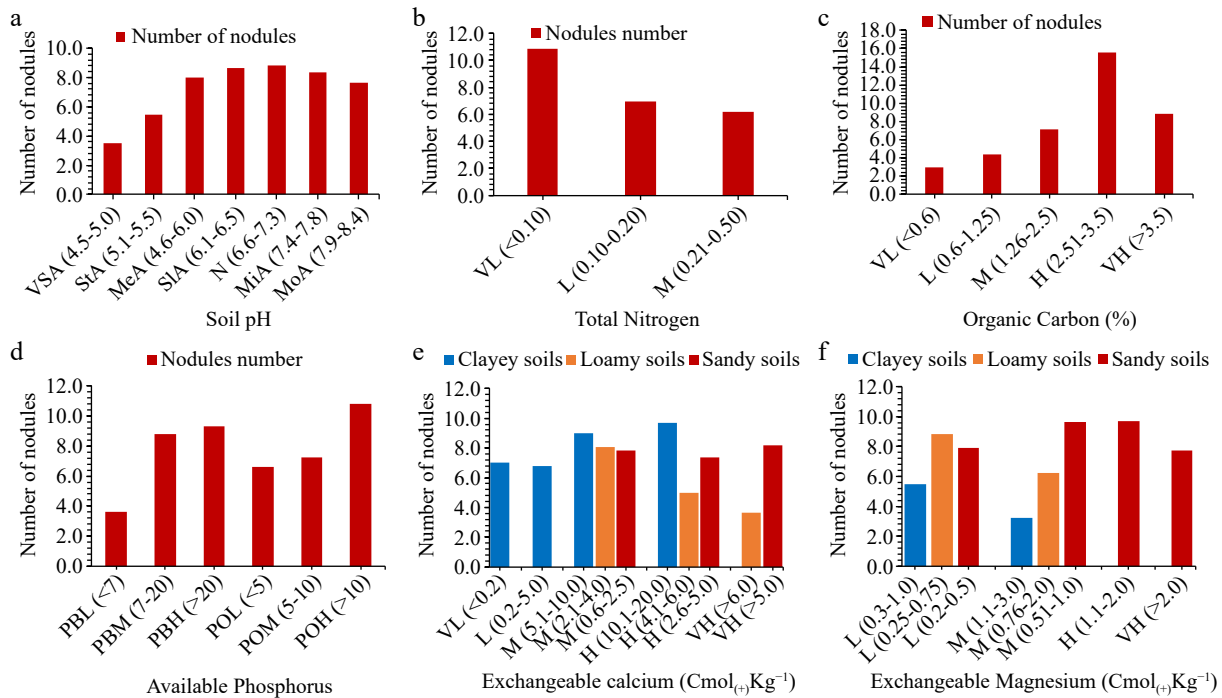 a
Number of nodules
10.0
8.0
6.0
4.0
2.0
0.0
Number of nodules
VSA (4.5-5.0)
StA (5.1-5.5)
MeA (4.6-6.0)
SlA (6.1-6.5)
N (6.6-7.3)
MiA (7.4-7.8)
MoA (7.9-8.4)
Soil pH
b
Nodules number
12.0
10.0
8.0
6.0
4.0
2.0
0.0
Number of nodules
VL (<0.10)
L (0.10-0.20)
M (0.21-0.50)
Total Nitrogen
c
Number of nodules
18.0
16.0
14.0
12.0
10.0
8.0
6.0
4.0
2.0
0.0
Number of nodules
VL (<0.6)
L (0.6-1.25)
M (1.26-2.5)
H (2.51-3.5)
VH (>3.5)
Organic Carbon (%)
d
Nodules number
12.0
10.0
8.0
6.0
4.0
2.0
0.0
Number of nodules
PBL (<7)
PBM (7-20)
PBH (>20)
POL (<5)
POM (5-10)
POH (>10)
Available Phosphorus
e
Clayey soils Loamy soils Sandy soils
12.0
10.0
8.0
6.0
4.0
2.0
0.0
Number of nodules
VL (<0.2)
L (0.2-5.0)
M (5.1-10.0)
M (2.1-4.0)
M (0.6-2.5)
H (10.1-20.0)
H (4.1-6.0)
H (2.6-5.0)
VH (>6.0)
VH (>5.0)
Exchangeable calcium (Cmol(+)Kg⁻¹)
f
Clayey soils Loamy soils Sandy soils
12.0
10.0
8.0
6.0
4.0
2.0
0.0
Number of nodules
L (0.3-1.0)
L (0.25-0.75)
L (0.2-0.5)
M (1.1-3.0)
M (0.76-2.0)
M (0.51-1.0)
H (1.1-2.0)
VH (>2.0)
Exchangeable Magnesium (Cmol(+)Kg⁻¹)